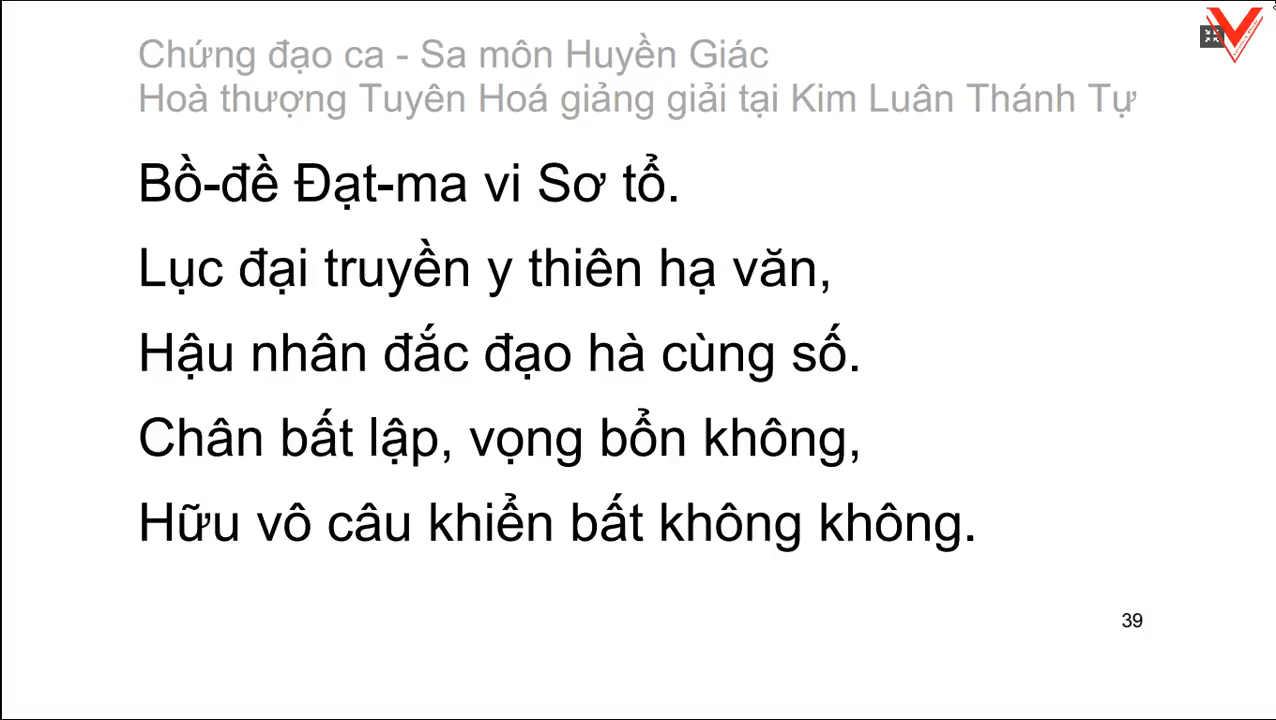 Chứng đạo ca - Sa môn Huyền Giác
Hoà thượng Tuyên Hoá giảng giải tại Kim Luân Thánh Tự
Bồ-đề Đạt-ma vi Sơ tổ.
Lục đại truyền y thiên hạ văn,
Hậu nhân đắc đạo hà cùng số.
Chân bất lập, vọng bổn không,
Hữu vô câu khiển bất không không.
39